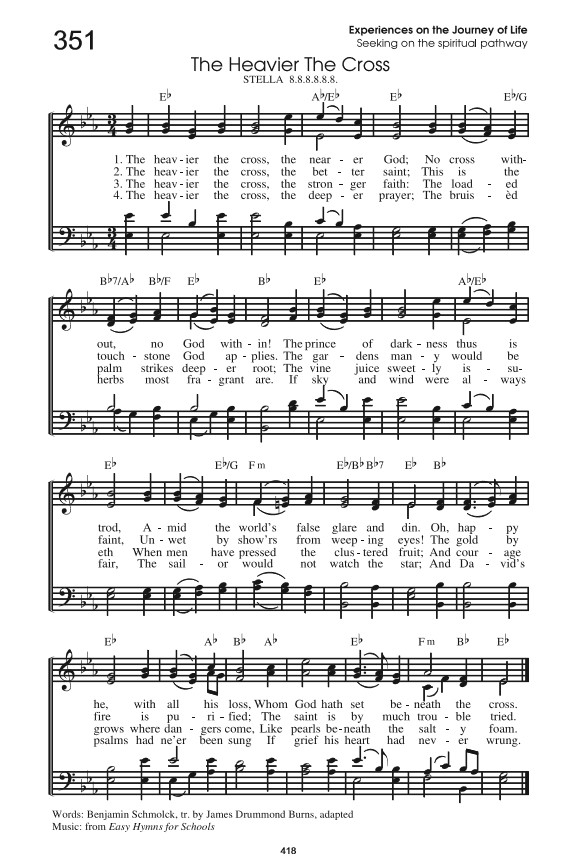 351
Experiences on the Journey of Life
Seeking on the spiritual pathway
The Heavier The Cross
STELLA 8.8.8.8.8.8.
E♭ A♭/E♭ E♭ E♭/G
1. The heav - ier the cross, the near - er God; No cross with-
2. The heav - ier the cross, the bet - ter saint; This is the
3. The heav - ier the cross, the stron - ger faith: The load - ed
4. The heav - ier the cross, the deep - er prayer; The bruis - èd
B♭7/A♭ B♭/F E♭ B♭ E♭ A♭/E♭
out, no God with - in! The prince of dark - ness thus is
touch - stone God ap - plies. The gar - dens man - y would be
palm strikes deep - er root; The vine juice sweet - ly is - su-
herbs most fra - grant are. If sky and wind were al - ways
E♭ E♭/G Fm E♭/B♭ B♭7 E♭ B♭
trod, A - mid the world's false glare and din. Oh, hap - py
faint, Un - wet by show'rs from weep - ing eyes! The gold by
eth When men have pressed the clus - tered fruit; And cour - age
fair, The sail - or would not watch the star; And Da - vid's
E♭ A♭ B♭ A♭ E♭ Fm B♭ E♭
he, with all his loss, Whom God hath set be - neath the cross.
fire is pu - ri - fied; The saint is by much trou - ble tried.
grows where dan - gers come, Like pearls be - neath the salt - y foam.
psalms had ne'er been sung If grief his heart had nev - er wrung.
Words: Benjamin Schmolck, tr. by James Drummond Burns, adapted
Music: from Easy Hymns for Schools
418